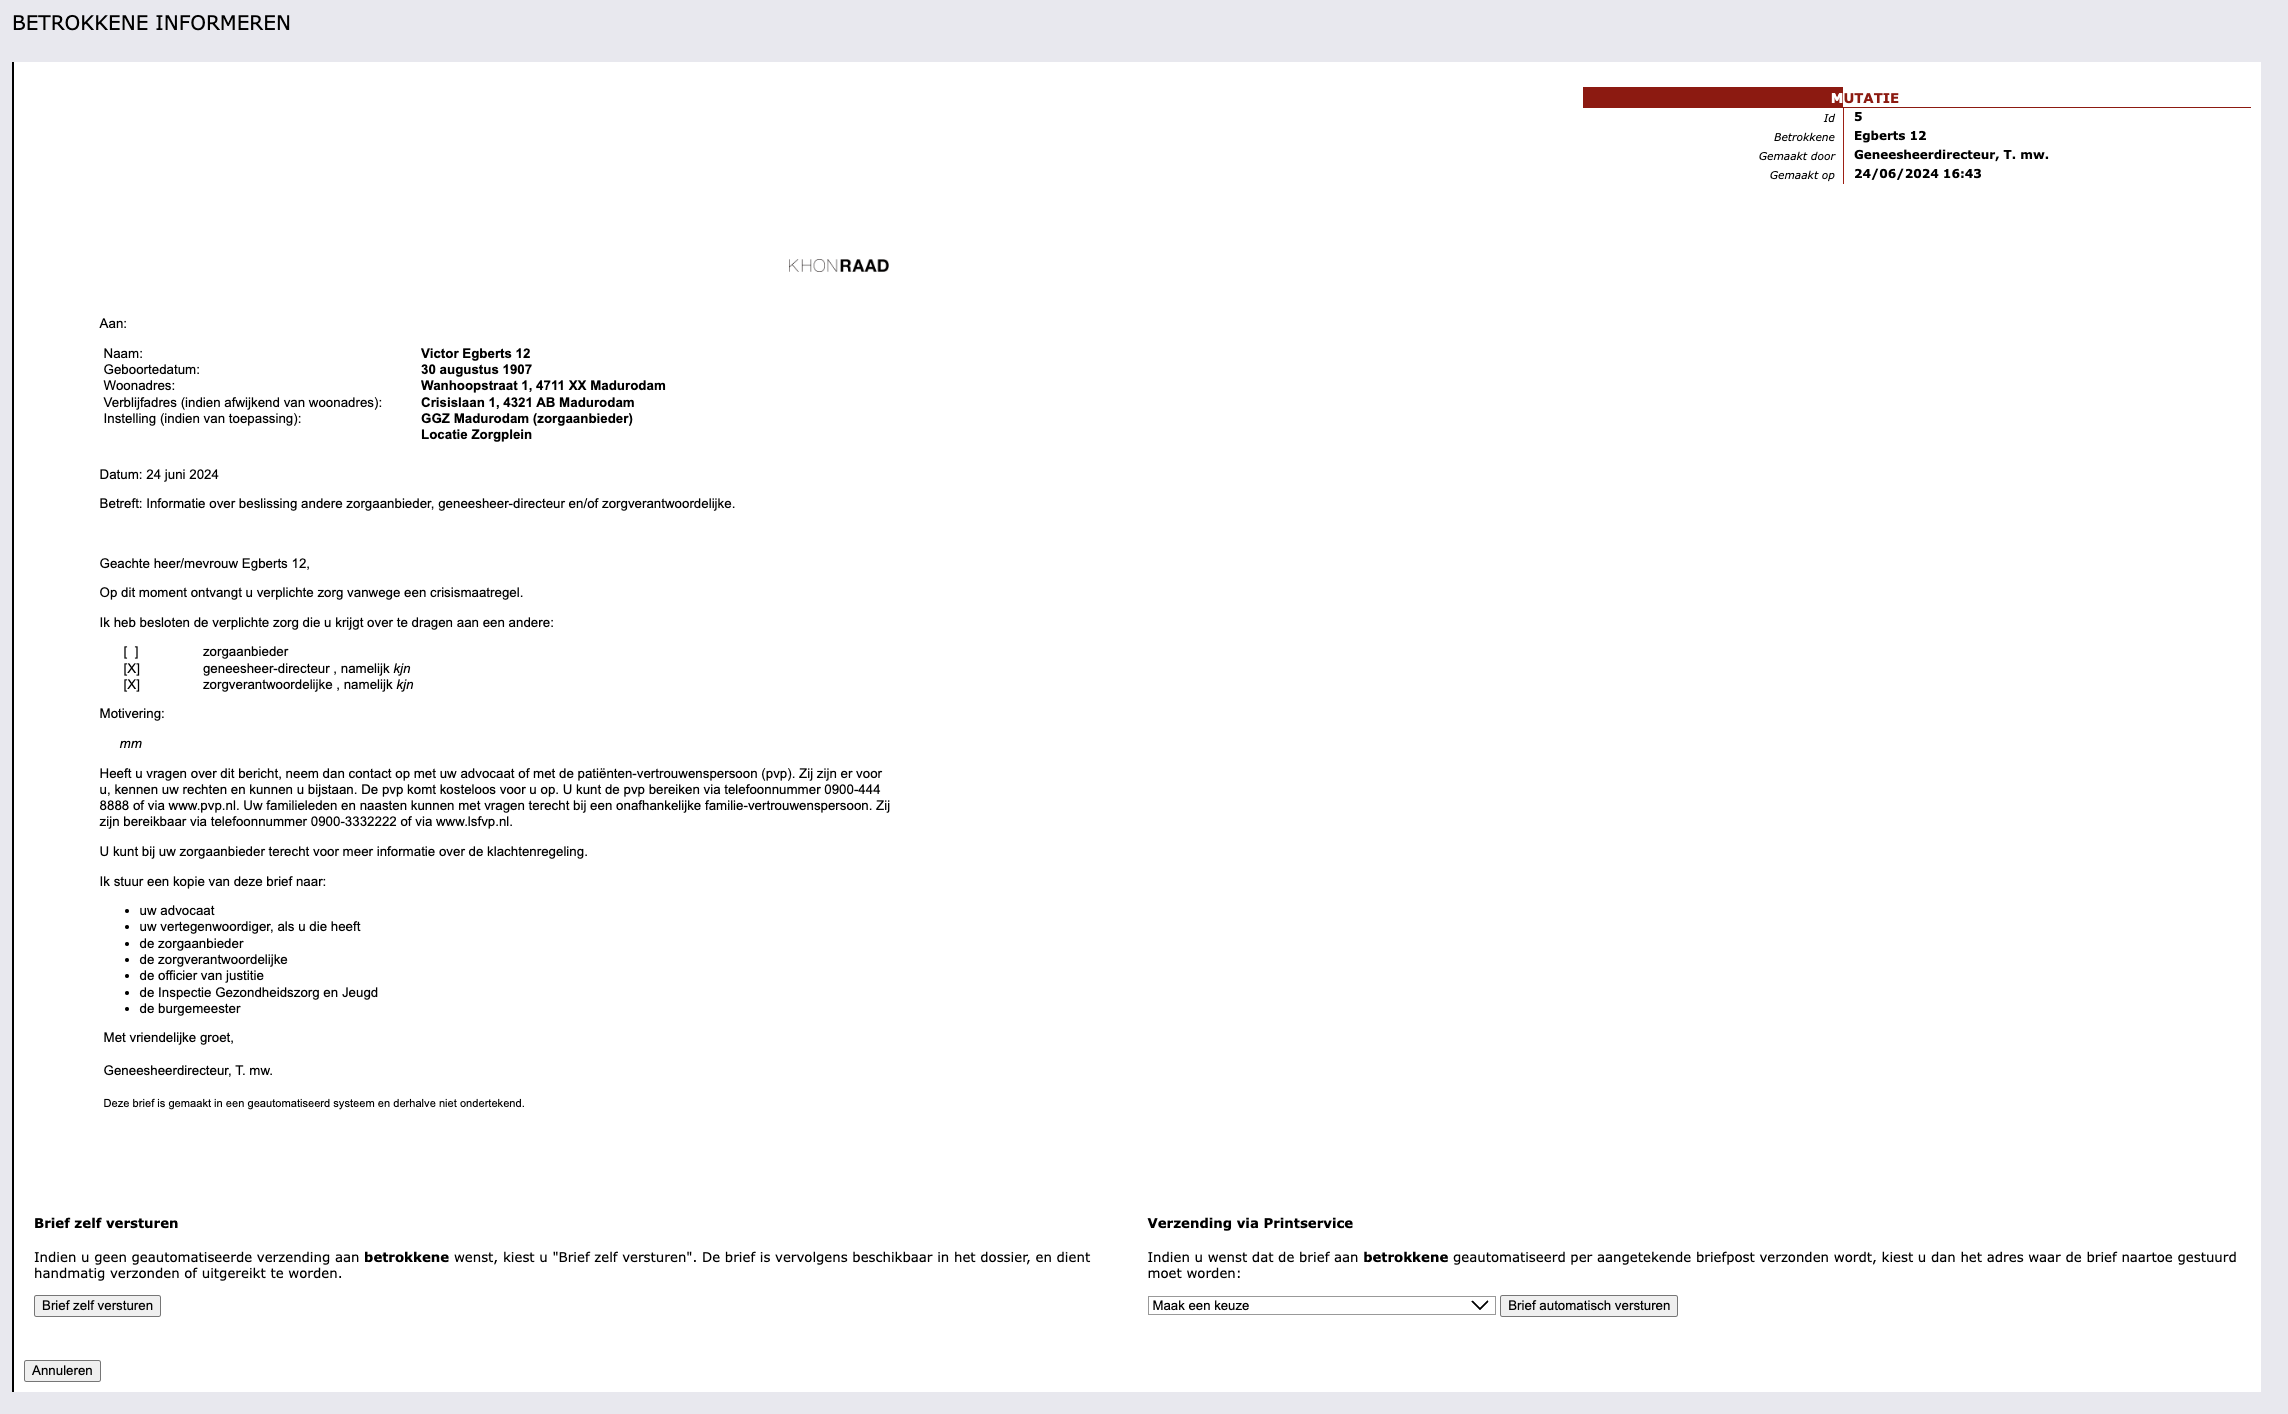 BETROKKENE INFORMEREN
MUTATIE
Id 5
Betrokkene Egberts 12
Gemaakt door Geneesheerdirecteur, T. mw.
Gemaakt op 24/06/2024 16:43
KHONRAAD
Aan:
Naam: Victor Egberts 12
Geboortedatum: 30 augustus 1907
Woonadres: Wanhoopstraat 1, 4711 XX Madurodam
Verblijfadres (indien afwijkend van woonadres): Crisislaan 1, 4321 AB Madurodam
Instelling (indien van toepassing): GGZ Madurodam (zorgaanbieder)
Locatie Zorgplein
Datum: 24 juni 2024
Betreft: Informatie over beslissing andere zorgaanbieder, geneesheer-directeur en/of zorgverantwoordelijke.
Geachte heer/mevrouw Egberts 12,
Op dit moment ontvangt u verplichte zorg vanwege een crisismaatregel.
Ik heb besloten de verplichte zorg die u krijgt over te dragen aan een andere:
[ ] zorgaanbieder
[X] geneesheer-directeur , namelijk kjn
[X] zorgverantwoordelijke , namelijk kjn
Motivering:
mm
Heeft u vragen over dit bericht, neem dan contact op met uw advocaat of met de patiënten-vertrouwenspersoon (pvp). Zij zijn er voor
u, kennen uw rechten en kunnen u bijstaan. De pvp komt kosteloos voor u op. U kunt de pvp bereiken via telefoonnummer 0900-444
8888 of via www.pvp.nl. Uw familieleden en naasten kunnen met vragen terecht bij een onafhankelijke familie-vertrouwenspersoon. Zij
zijn bereikbaar via telefoonnummer 0900-3332222 of via www.lsfvp.nl.
U kunt bij uw zorgaanbieder terecht voor meer informatie over de klachtenregeling.
Ik stuur een kopie van deze brief naar:
• uw advocaat
• uw vertegenwoordiger, als u die heeft
• de zorgaanbieder
• de zorgverantwoordelijke
• de officier van justitie
• de Inspectie Gezondheidszorg en Jeugd
• de burgemeester
Met vriendelijke groet,
Geneesheerdirecteur, T. mw.
Deze brief is gemaakt in een geautomatiseerd systeem en derhalve niet ondertekend.
Brief zelf versturen
Indien u geen geautomatiseerde verzending aan betrokkene wenst, kiest u "Brief zelf versturen". De brief is vervolgens beschikbaar in het dossier, en dient
handmatig verzonden of uitgereikt te worden.
Brief zelf versturen
Verzending via Printservice
Indien u wenst dat de brief aan betrokkene geautomatiseerd per aangetekende briefpost verzonden wordt, kiest u dan het adres waar de brief naartoe gestuurd
moet worden:
Maak een keuze Brief automatisch versturen
Annuleren